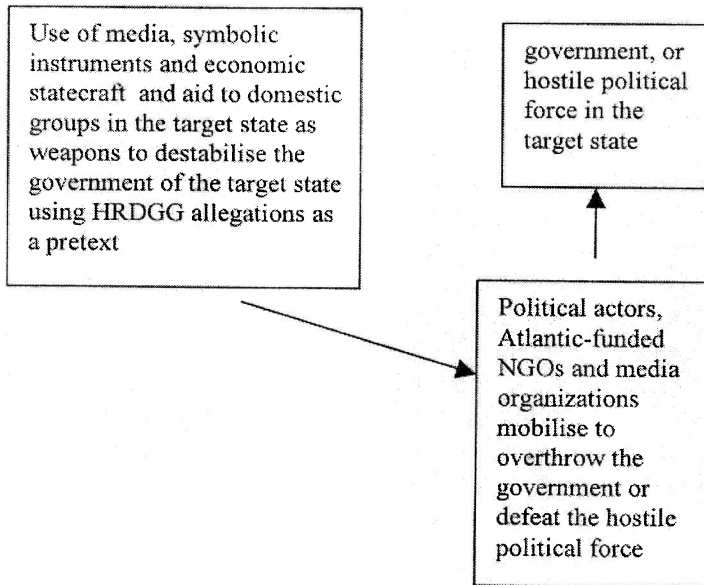 Use of media, symbolic
instruments and economic
statecraft and aid to domestic
groups in the target state as
weapons to destabilise the
government of the target state
using HRDGG allegations as
a pretext
government, or
hostile political
force in the
target state
Political actors,
Atlantic-funded
NGOs and media
organizations
mobilise to
overthrow the
government or
defeat the hostile
political force